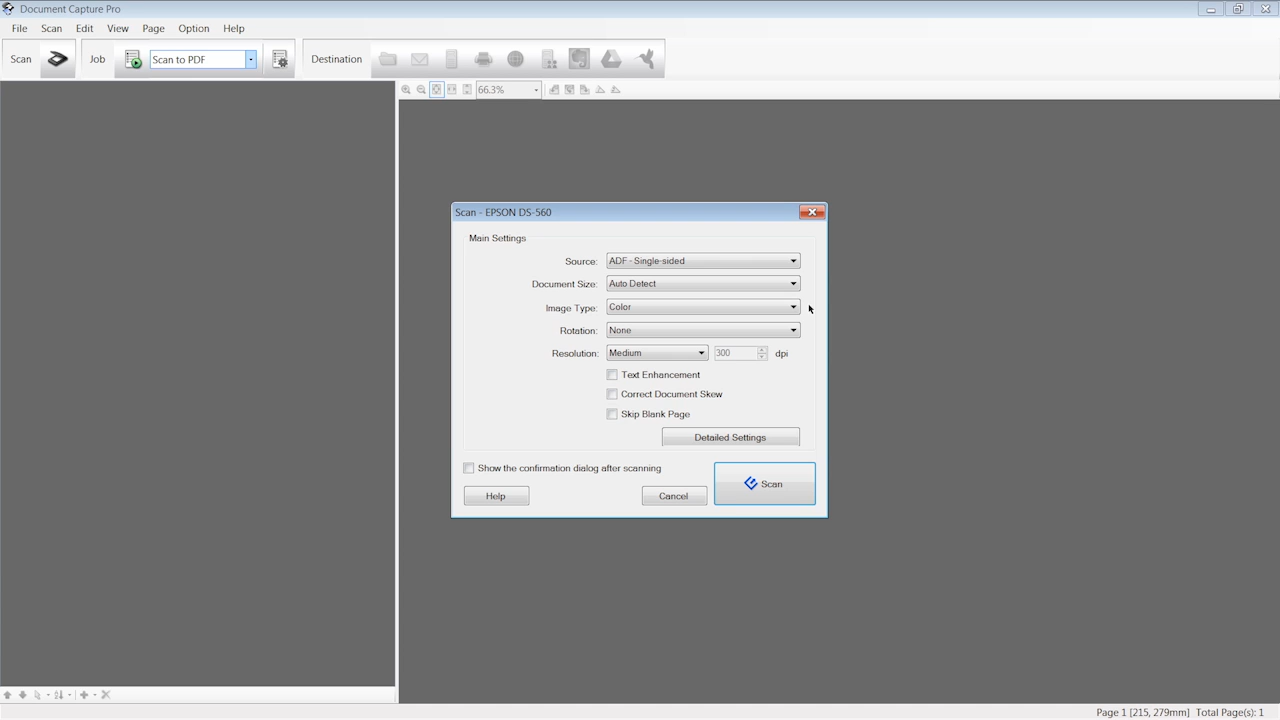 Document Capture Pro
File Scan Edit View Page Option Help
Scan Job Scan to PDF Destination
66.3%
Scan - EPSON DS-560
Main Settings
Source: ADF - Single-sided
Document Size: Auto Detect
Image Type: Color
Rotation: None
Resolution: Medium 300 dpi
Text Enhancement
Correct Document Skew
Skip Blank Page
Detailed Settings
Show the confirmation dialog after scanning
Help Cancel Scan
Page 1 [215, 279mm] Total Page(s): 1